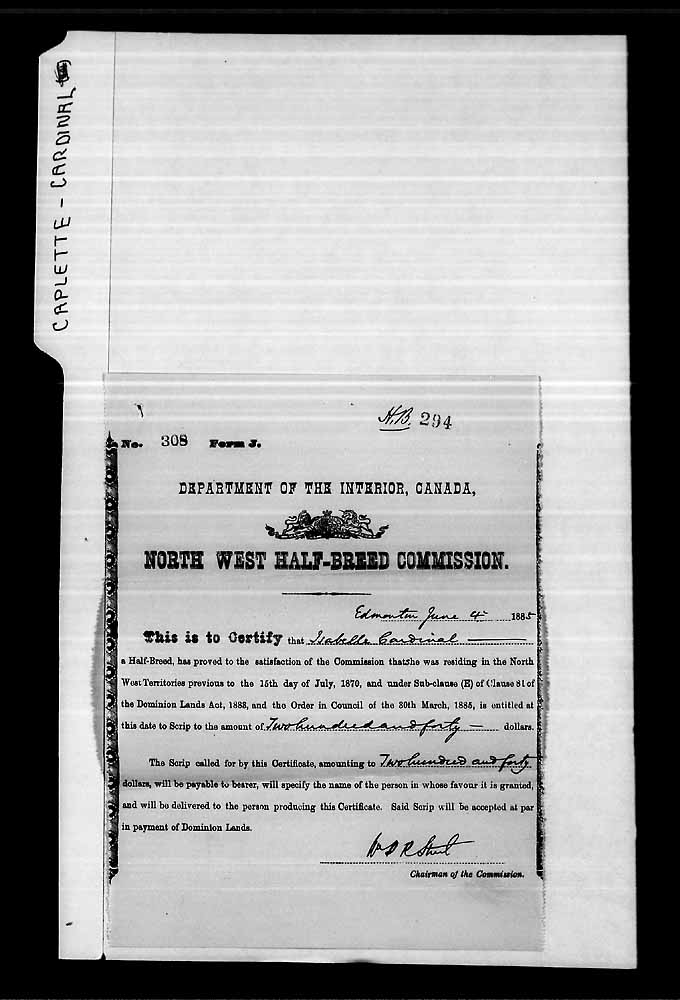 CAPLETTE - CARDINAL
H.B. 294
No. 308 Form J.
DEPARTMENT OF THE INTERIOR, CANADA,
NORTH WEST HALF-BREED COMMISSION.
Edmonton June 4 1885
This is to Certify that Isabelle Cardinal
a Half-Breed, has proved to the satisfaction of the Commission that she was residing in the North
West Territories previous to the 15th day of July, 1870, and under Sub-clause (E) of Clause 81 of
the Dominion Lands Act, 1883, and the Order in Council of the 30th March, 1885, is entitled at
this date to Scrip to the amount of Two hundred and forty — dollars.
The Scrip called for by this Certificate, amounting to Two hundred and forty
dollars, will be payable to bearer, will specify the name of the person in whose favour it is granted,
and will be delivered to the person producing this Certificate. Said Scrip will be accepted at par
in payment of Dominion Lands.
Wm P R Street
Chairman of the Commission.